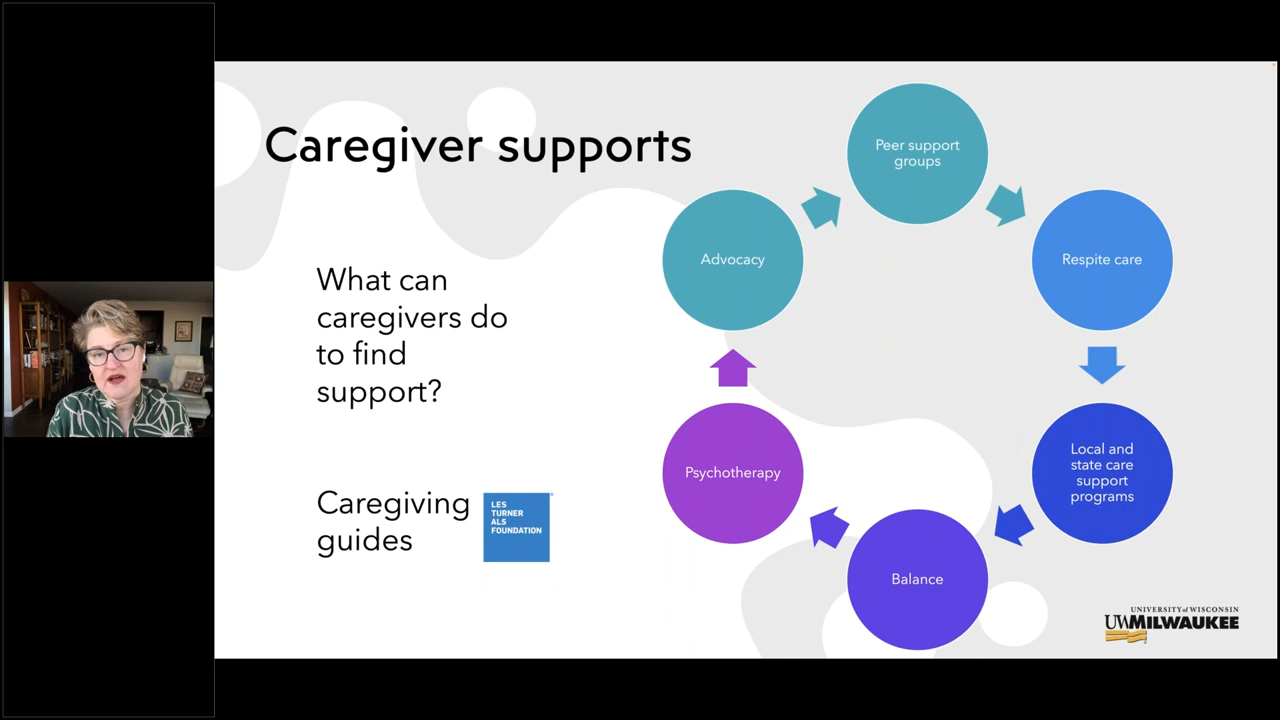 Caregiver supports
What can
caregivers do
to find
support?
Caregiving
guides
LES
TURNER
ALS
FOUNDATION
Peer support
groups
Respite care
Local and
state care
support
programs
Balance
Psychotherapy
Advocacy
UNIVERSITY of WISCONSIN
UWMILWAUKEE